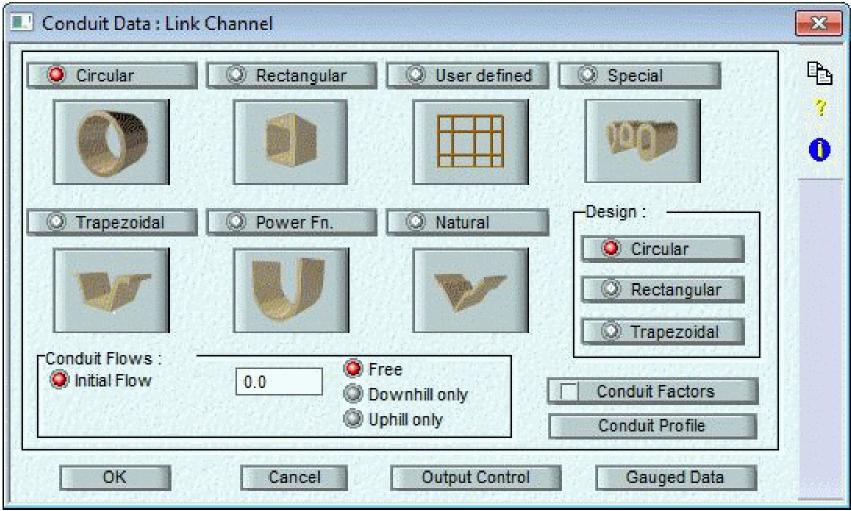 Conduit Data : Link Channel
Circular
Rectangular
User defined
Special
?
i
Trapezoidal
Power Fn.
Natural
Design :
Circular
Rectangular
Trapezoidal
Conduit Flows :
Initial Flow
0.0
Free
Downhill only
Uphill only
Conduit Factors
Conduit Profile
OK
Cancel
Output Control
Gauged Data